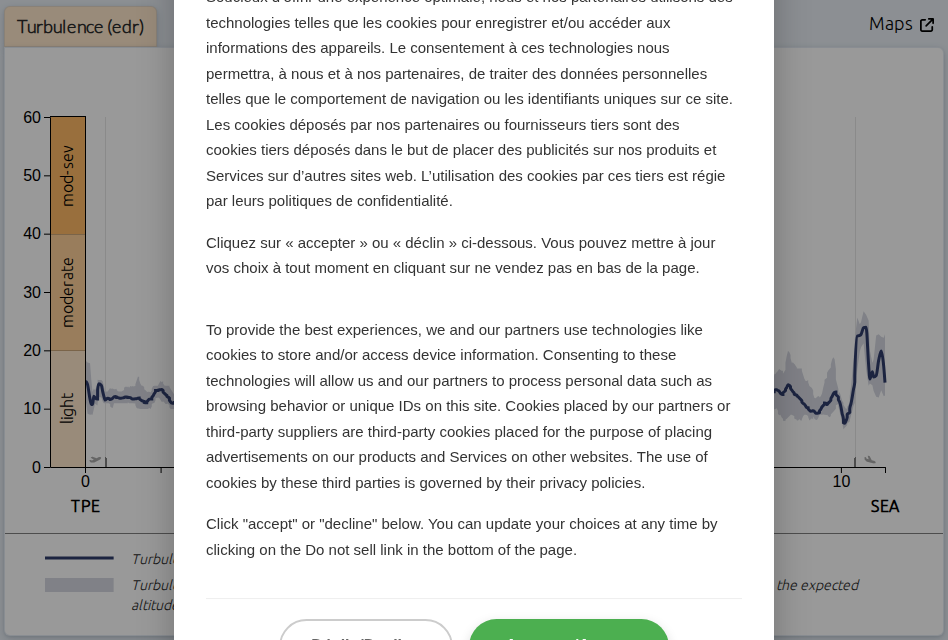 Turbulence (edr)
Maps
technologies telles que les cookies pour enregistrer et/ou accéder aux
informations des appareils. Le consentement à ces technologies nous
permettra, à nous et à nos partenaires, de traiter des données personnelles
telles que le comportement de navigation ou les identifiants uniques sur ce site.
Les cookies déposés par nos partenaires ou fournisseurs tiers sont des
cookies tiers déposés dans le but de placer des publicités sur nos produits et
Services sur d’autres sites web. L’utilisation des cookies par ces tiers est régie
par leurs politiques de confidentialité.
Cliquez sur « accepter » ou « déclin » ci-dessous. Vous pouvez mettre à jour
vos choix à tout moment en cliquant sur ne vendez pas en bas de la page.
To provide the best experiences, we and our partners use technologies like
cookies to store and/or access device information. Consenting to these
technologies will allow us and our partners to process personal data such as
browsing behavior or unique IDs on this site. Cookies placed by our partners or
third-party suppliers are third-party cookies placed for the purpose of placing
advertisements on our products and Services on other websites. The use of
cookies by these third parties is governed by their privacy policies.
Click "accept" or "decline" below. You can update your choices at any time by
clicking on the Do not sell link in the bottom of the page.
60
50
40
30
20
10
0
mod-sev
moderate
light
0
10
TPE
SEA
Turbul
Turbul
altitud
the expected